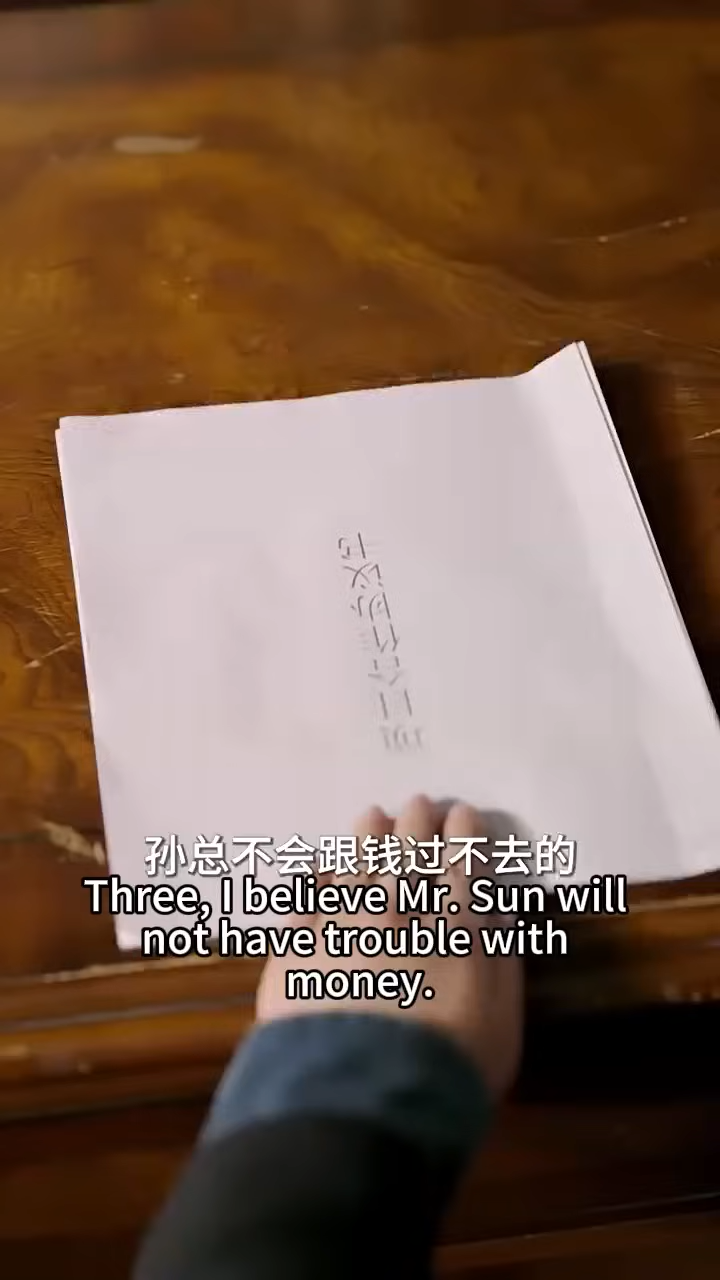 孙总不会跟钱过不去的
Three, I believe Mr. Sun will
not have trouble with
money.